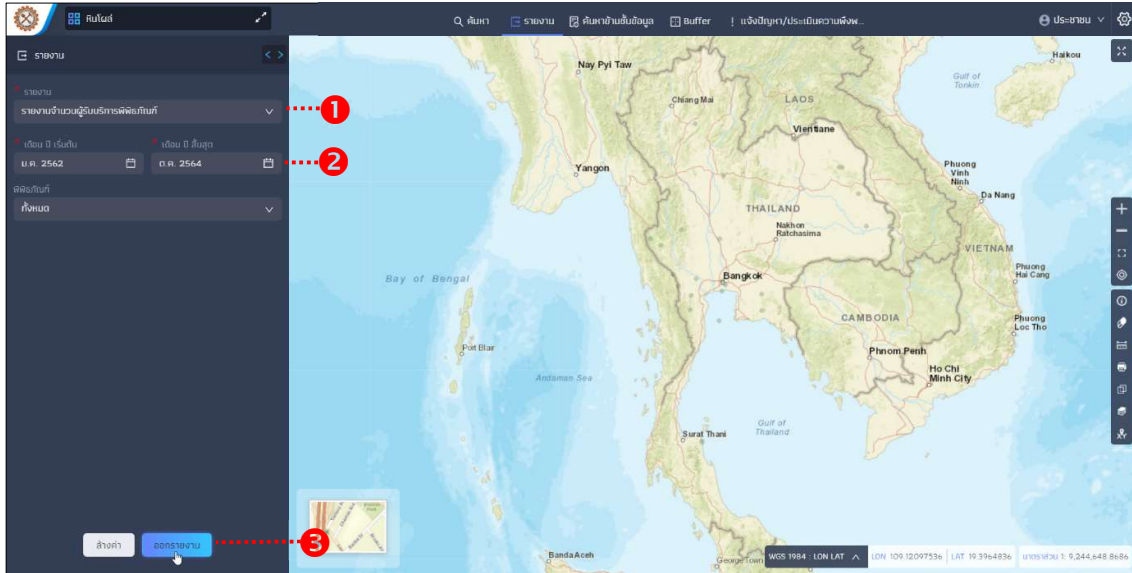 หินโผล่
ค้นหา
รายงาน
ค้นหาข้ามชั้นข้อมูล
Buffer
! แจ้งปัญหา/ประเมินความพึงพ...
ประชาชน
รายงาน
* รายงาน
รายงานจำนวนผู้รับบริการพิพิธภัณฑ์
1
* เดือน ปี เริ่มต้น
* เดือน ปี สิ้นสุด
ม.ค. 2562
ต.ค. 2564
2
พิพิธภัณฑ์
ทั้งหมด
ล้างค่า
ออกรายงาน
3
Nay Pyi Taw
Haikou
Gulf of
Tonkin
Chiang Mai
LAOS
Vientiane
Yangon
Phuong
Vinh
Ninh
Da Nang
THAILAND
Nakhon
Ratchasima
VIETNAM
Phuong
Hai Cang
Bay of Bengal
Bangkok
CAMBODIA
Phuong
Loc Tho
Port Blair
Phnom Penh
Ho Chi
Minh City
Andaman Sea
Gulf of
Thailand
Surat Thani
Banda Aceh
George Town
WGS 1984 : LON LAT
LON 109.12097536
LAT 19.3964836
มาตราส่วน 1: 9,244,648.8686